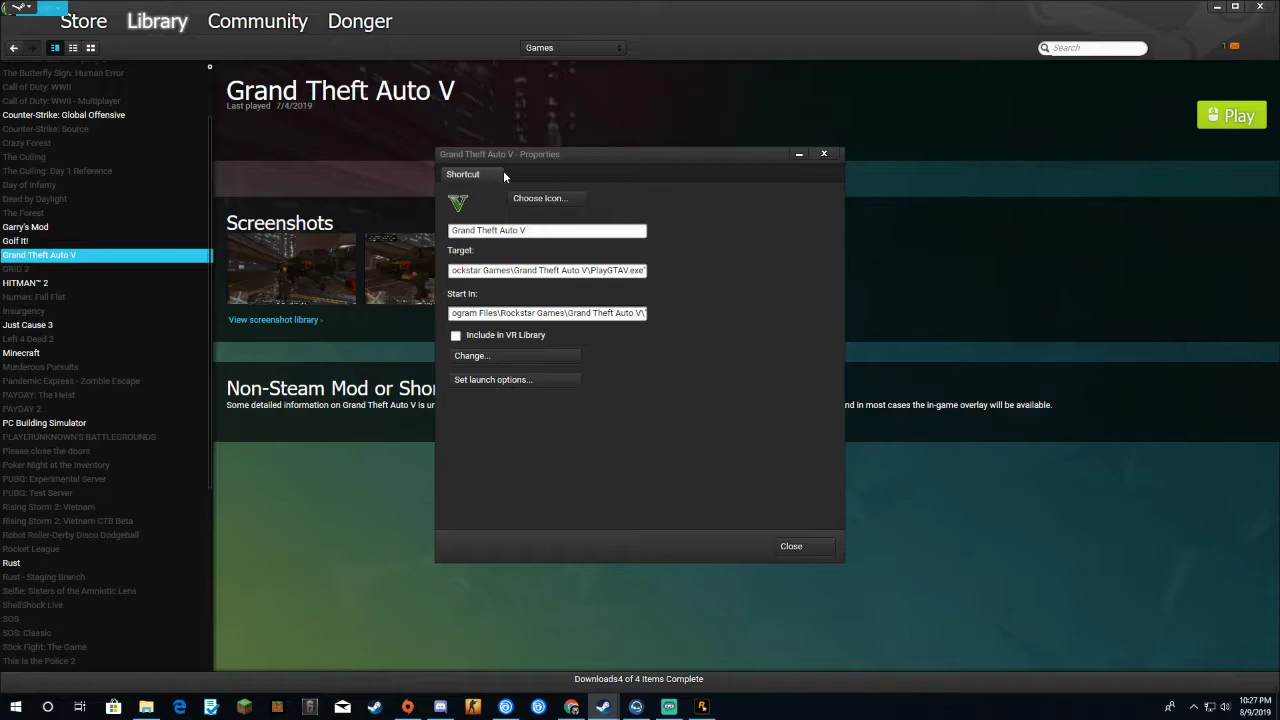 Store Library Community Donger
Games
Search
1
The Butterfly Sign: Human Error
Call of Duty: WWII
Call of Duty: WWII - Multiplayer
Counter-Strike: Global Offensive
Counter-Strike: Source
Crazy Forest
The Culling
The Culling: Day 1 Reference
Day of Infamy
Dead by Daylight
The Forest
Garry's Mod
Golf It!
Grand Theft Auto V
GRID 2
HITMAN™ 2
Human: Fall Flat
Insurgency
Just Cause 3
Left 4 Dead 2
Minecraft
Murderous Pursuits
Pandemic Express - Zombie Escape
PAYDAY: The Heist
PAYDAY 2
PC Building Simulator
PLAYERUNKNOWN'S BATTLEGROUNDS
Please close the doors
Poker Night at the Inventory
PUBG: Experimental Server
PUBG: Test Server
Rising Storm 2: Vietnam
Rising Storm 2: Vietnam CTB Beta
Robot Roller-Derby Disco Dodgeball
Rocket League
Rust
Rust - Staging Branch
Selfie: Sisters of the Amniotic Lens
ShellShock Live
SOS
SOS: Classic
Stick Fight: The Game
This Is the Police 2
Grand Theft Auto V
Last played 7/4/2019
Play
Screenshots
View screenshot library
Non-Steam Mod or Shor
Some detailed information on Grand Theft Auto V is ur
nd in most cases the in-game overlay will be available.
Grand Theft Auto V - Properties
Shortcut
Choose Icon...
Grand Theft Auto V
Target:
ockstar Games\Grand Theft Auto V\PlayGTAV.exe"
Start In:
ogram Files\Rockstar Games\Grand Theft Auto V\"
Include in VR Library
Change...
Set launch options...
Close
Downloads4 of 4 Items Complete
10:27 PM
8/9/2019